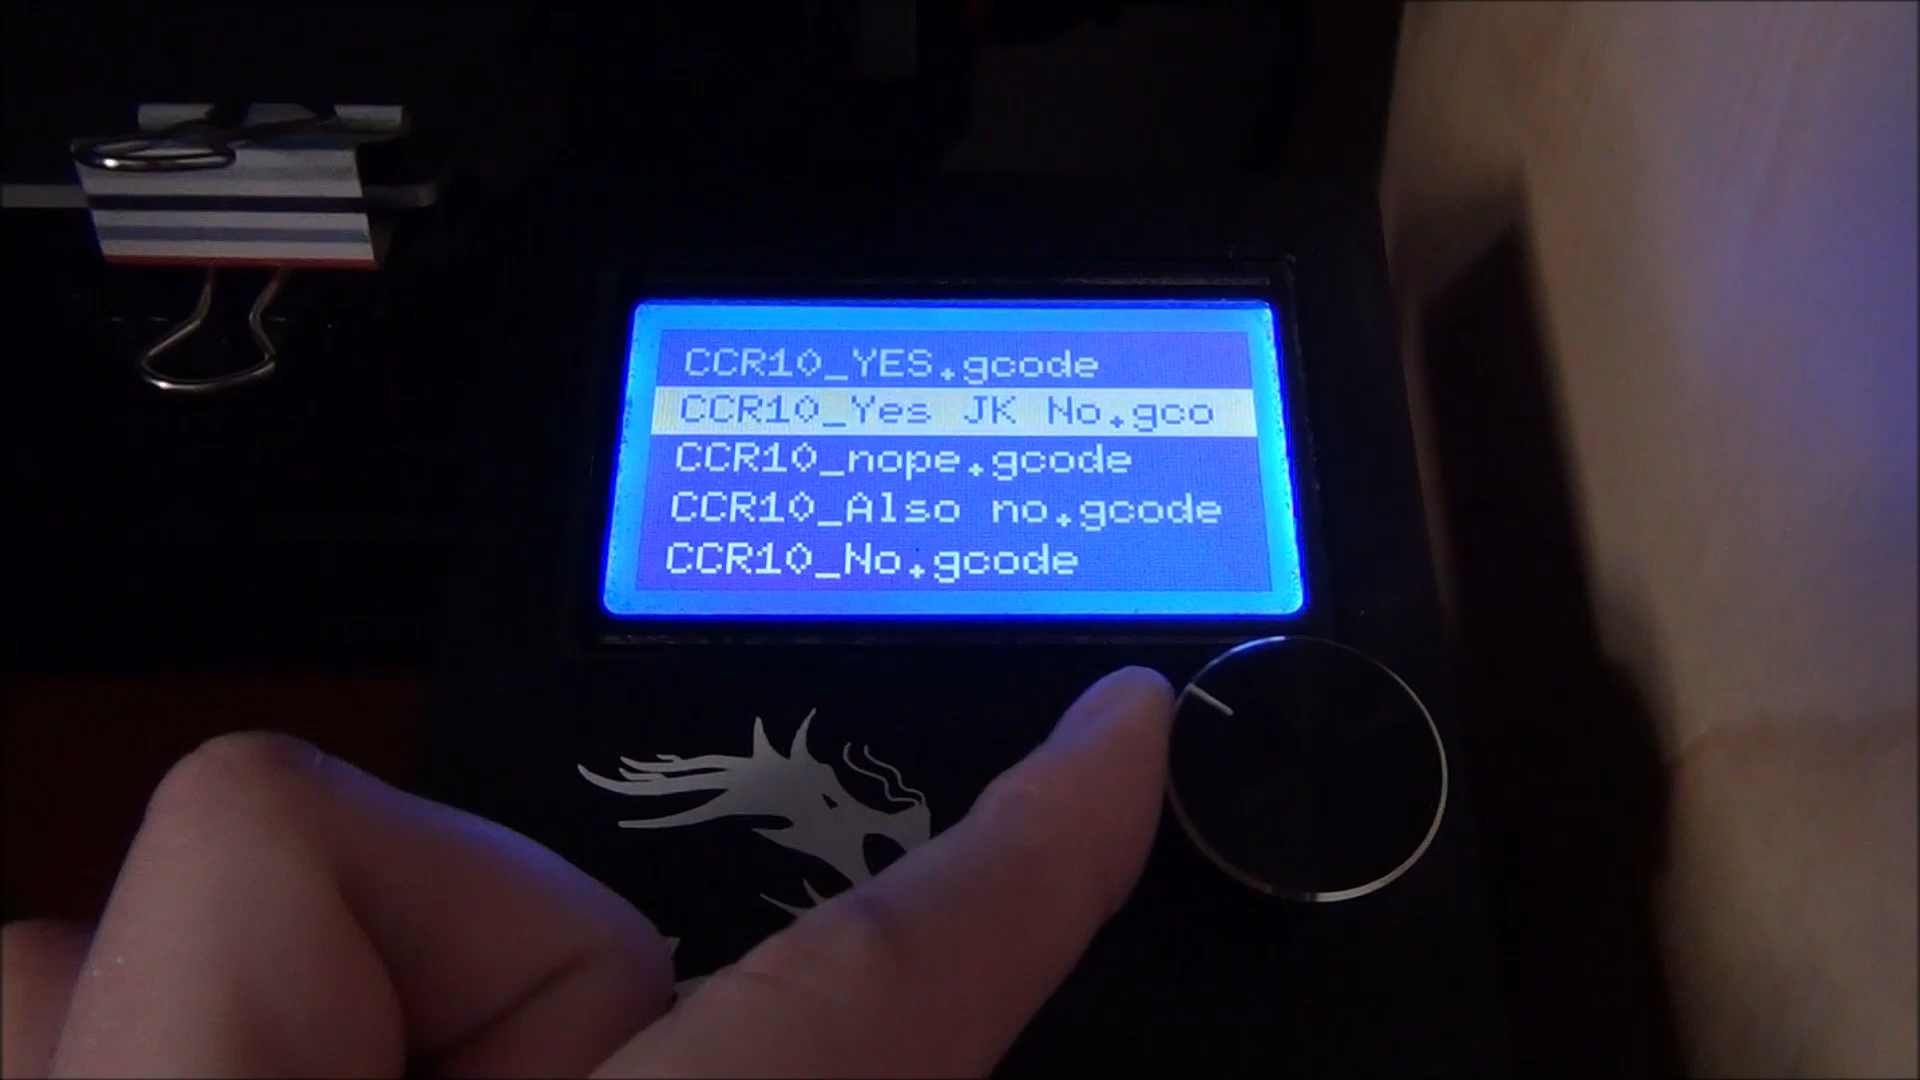 CCR10_YES.gcode
CCR10_Yes JK No.gco
CCR10_nope.gcode
CCR10_Also no.gcode
CCR10_No.gcode